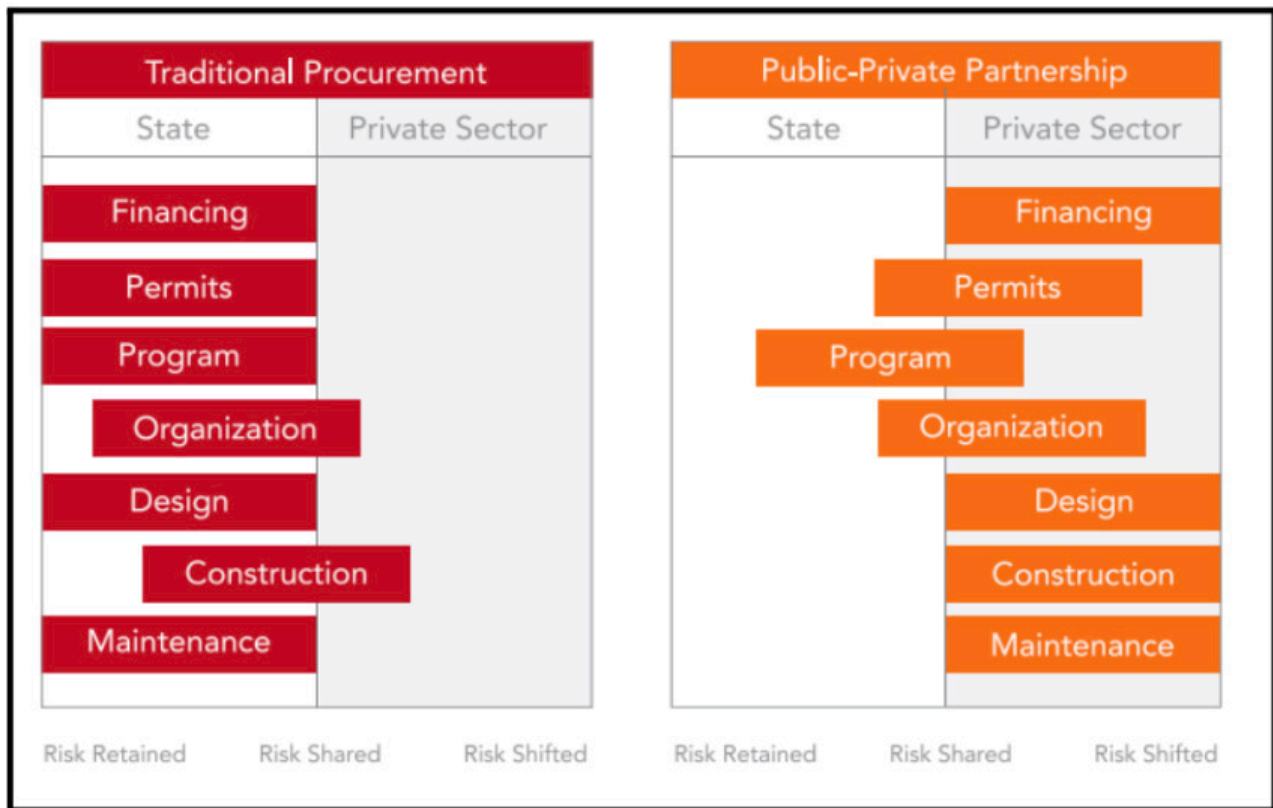 Traditional Procurement
State
Private Sector
Financing
Permits
Program
Organization
Design
Construction
Maintenance
Risk Retained
Risk Shared
Risk Shifted
Public-Private Partnership
State
Private Sector
Financing
Permits
Program
Organization
Design
Construction
Maintenance
Risk Retained
Risk Shared
Risk Shifted